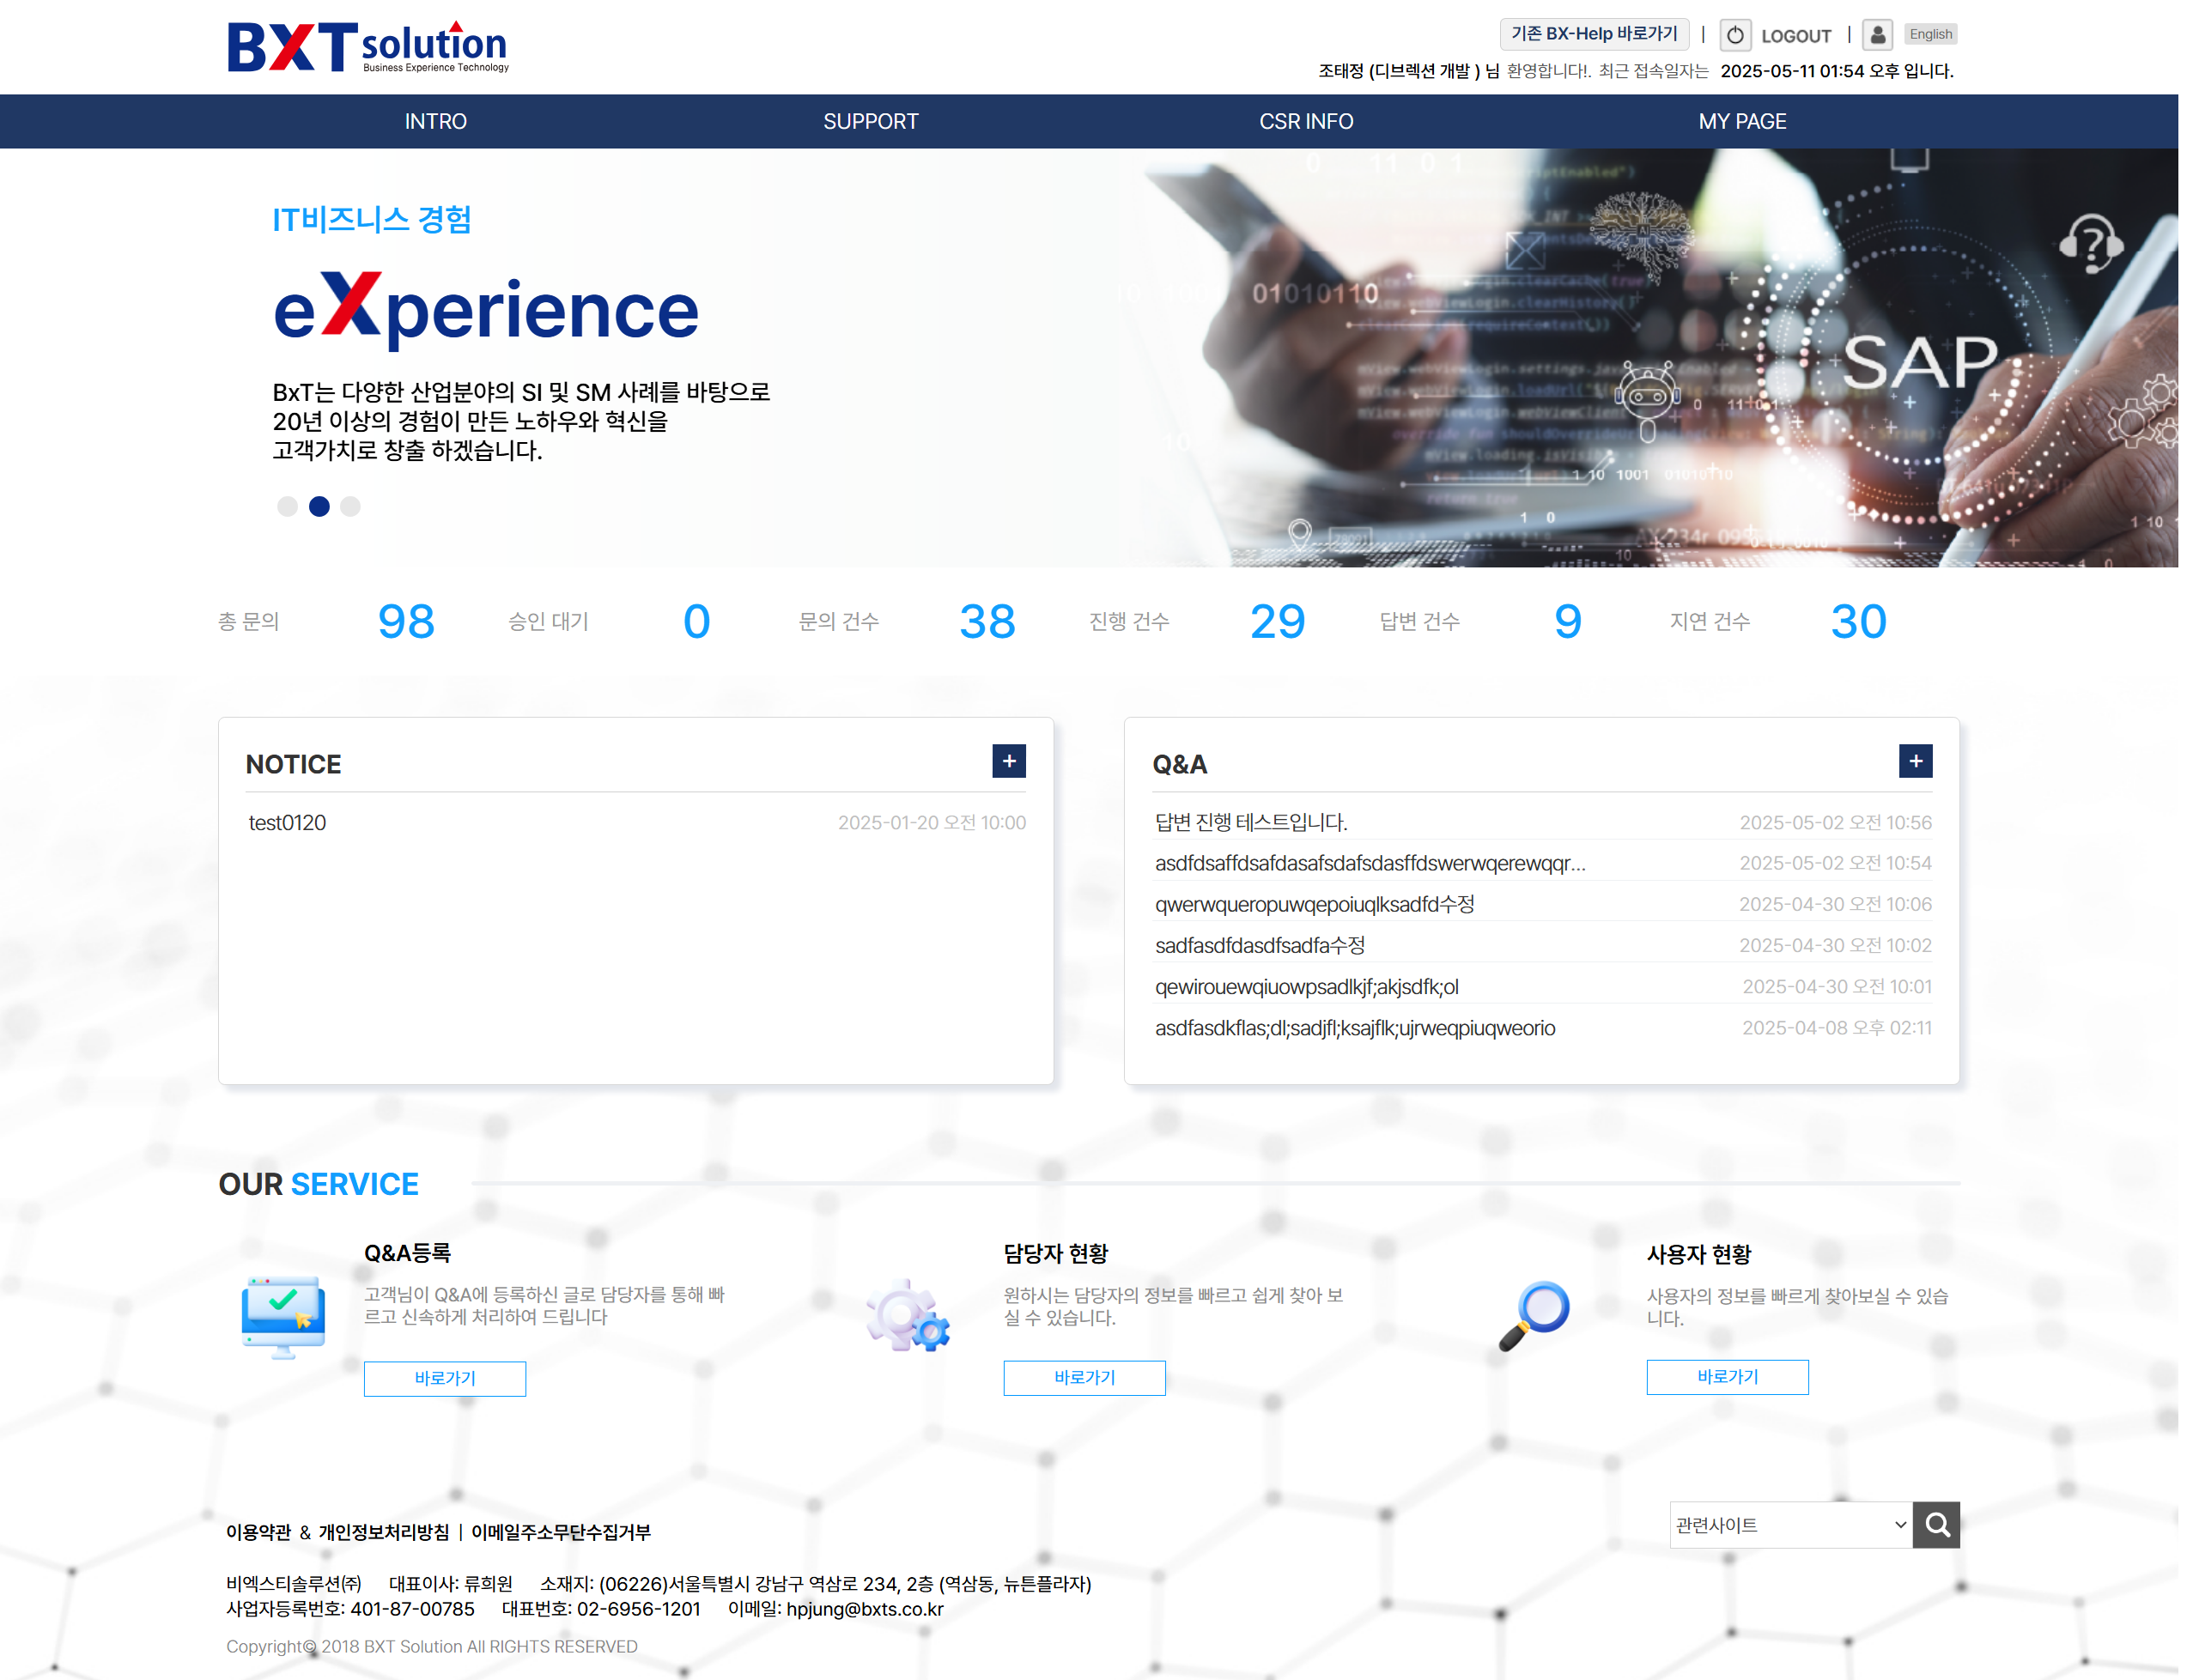 BXT solution
Business Experience Technology
기존 BX-Help 바로가기 | LOGOUT | English
조태정 (디브렉션 개발 ) 님 환영합니다!. 최근 접속일자는 2025-05-11 01:54 오후 입니다.
INTRO SUPPORT CSR INFO MY PAGE
IT비즈니스 경험
eXperience
BxT는 다양한 산업분야의 SI 및 SM 사례를 바탕으로
20년 이상의 경험이 만든 노하우와 혁신을
고객가치로 창출 하겠습니다.
01010110
SAP
AI
1 10 1001 01010110
총 문의 98 승인 대기 0 문의 건수 38 진행 건수 29 답변 건수 9 지연 건수 30
NOTICE +
test0120 2025-01-20 오전 10:00
Q&A +
답변 진행 테스트입니다. 2025-05-02 오전 10:56
asdfdsaffdsafdasafsdafsdasffdswerwqerewqqr... 2025-05-02 오전 10:54
qwerwqueropuwqepoiuqlksadfd수정 2025-04-30 오전 10:06
sadfasdfdasdfsadfa수정 2025-04-30 오전 10:02
qewirouewqiuowpsadlkjf;akjsdfk;ol 2025-04-30 오전 10:01
asdfasdkflas;dl;sadjfl;ksajflk;ujrweqpiuqweorio 2025-04-08 오후 02:11
OUR SERVICE
Q&A등록
고객님이 Q&A에 등록하신 글로 담당자를 통해 빠
르고 신속하게 처리하여 드립니다
바로가기
담당자 현황
원하시는 담당자의 정보를 빠르고 쉽게 찾아 보
실 수 있습니다.
바로가기
사용자 현황
사용자의 정보를 빠르게 찾아보실 수 있습
니다.
바로가기
이용약관 & 개인정보처리방침 | 이메일주소무단수집거부
관련사이트
비엑스티솔루션㈜ 대표이사: 류희원 소재지: (06226)서울특별시 강남구 역삼로 234, 2층 (역삼동, 뉴튼플라자)
사업자등록번호: 401-87-00785 대표번호: 02-6956-1201 이메일: hpjung@bxts.co.kr
Copyright© 2018 BXT Solution All RIGHTS RESERVED